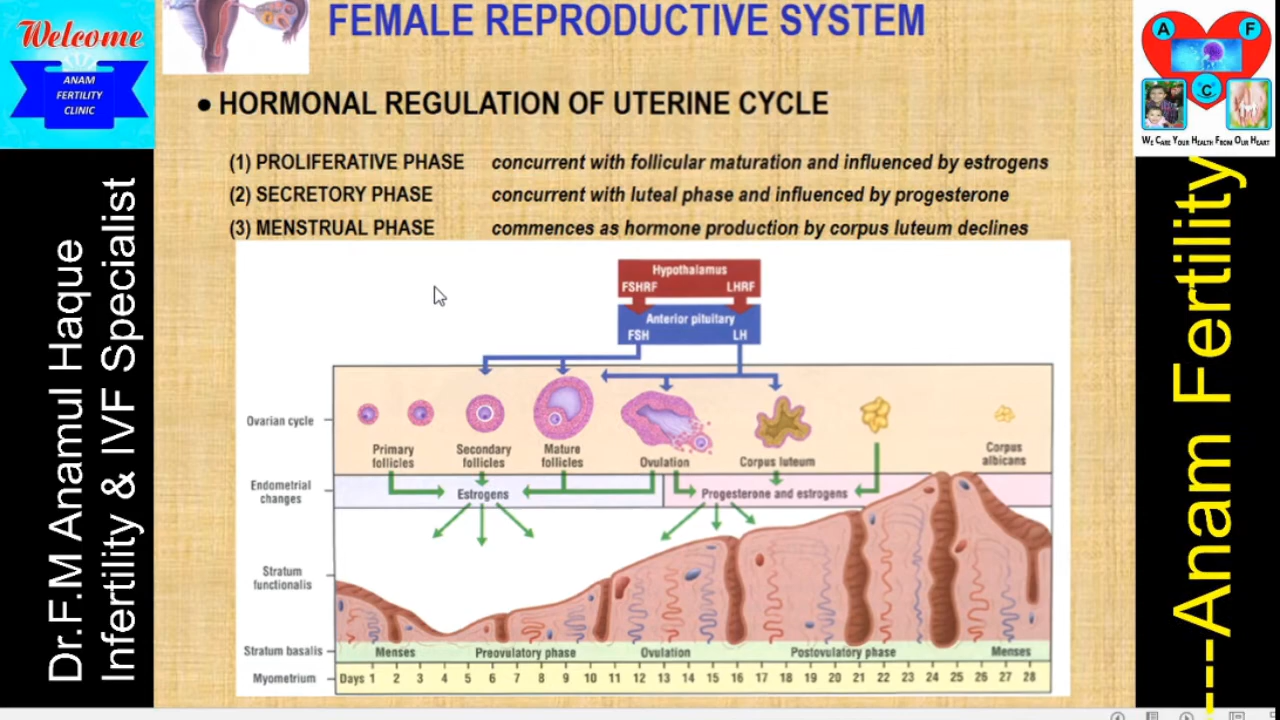 Welcome
ANAM
FERTILITY
CLINIC
Dr.F.M Anamul Haque
Infertility & IVF Specialist
FEMALE REPRODUCTIVE SYSTEM
• HORMONAL REGULATION OF UTERINE CYCLE
(1) PROLIFERATIVE PHASE concurrent with follicular maturation and influenced by estrogens
(2) SECRETORY PHASE concurrent with luteal phase and influenced by progesterone
(3) MENSTRUAL PHASE commences as hormone production by corpus luteum declines
Hypothalamus
FSHRF LHRF
Anterior pituitary
FSH LH
Ovarian cycle
Primary
follicles
Secondary
follicles
Mature
follicles
Ovulation
Corpus luteum
Corpus
albicans
Endometrial
changes
Estrogens
Progesterone and estrogens
Stratum
functionalis
Stratum basalis
Menses Preovulatory phase Ovulation Postovulatory phase Menses
Myometrium
Days 1 2 3 4 5 6 7 8 9 10 11 12 13 14 15 16 17 18 19 20 21 22 23 24 25 26 27 28
A F
C
WE CARE YOUR HEALTH FROM OUR HEART
---Anam Fertility